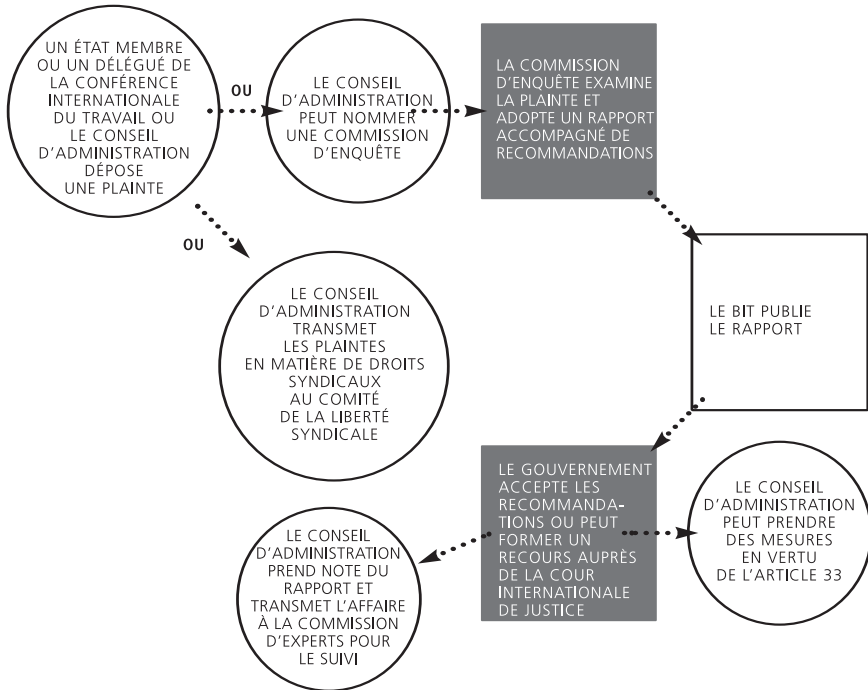 UN ÉTAT MEMBRE
OU UN DÉLÉGUÉ DE
LA CONFÉRENCE
INTERNATIONALE
DU TRAVAIL OU
LE CONSEIL
D'ADMINISTRATION
DÉPOSE
UNE PLAINTE
OU
LE CONSEIL
D'ADMINISTRATION
PEUT NOMMER
UNE COMMISSION
D'ENQUÊTE
LA COMMISSION
D'ENQUÊTE EXAMINE
LA PLAINTE ET
ADOPTE UN RAPPORT
ACCOMPAGNÉ DE
RECOMMANDATIONS
OU
LE CONSEIL
D'ADMINISTRATION
TRANSMET
LES PLAINTES
EN MATIÈRE DE DROITS
SYNDICAUX
AU COMITÉ
DE LA LIBERTÉ
SYNDICALE
LE BIT PUBLIE
LE RAPPORT
LE GOUVERNEMENT
ACCEPTE LES
RECOMMANDA-
TIONS OU PEUT
FORMER UN
RECOURS AUPRÈS
DE LA COUR
INTERNATIONALE
DE JUSTICE
LE CONSEIL
D'ADMINISTRATION
PEUT PRENDRE
DES MESURES
EN VERTU
DE L'ARTICLE 33
LE CONSEIL
D'ADMINISTRATION
PREND NOTE DU
RAPPORT ET
TRANSMET L'AFFAIRE
À LA COMMISSION
D'EXPERTS POUR
LE SUIVI